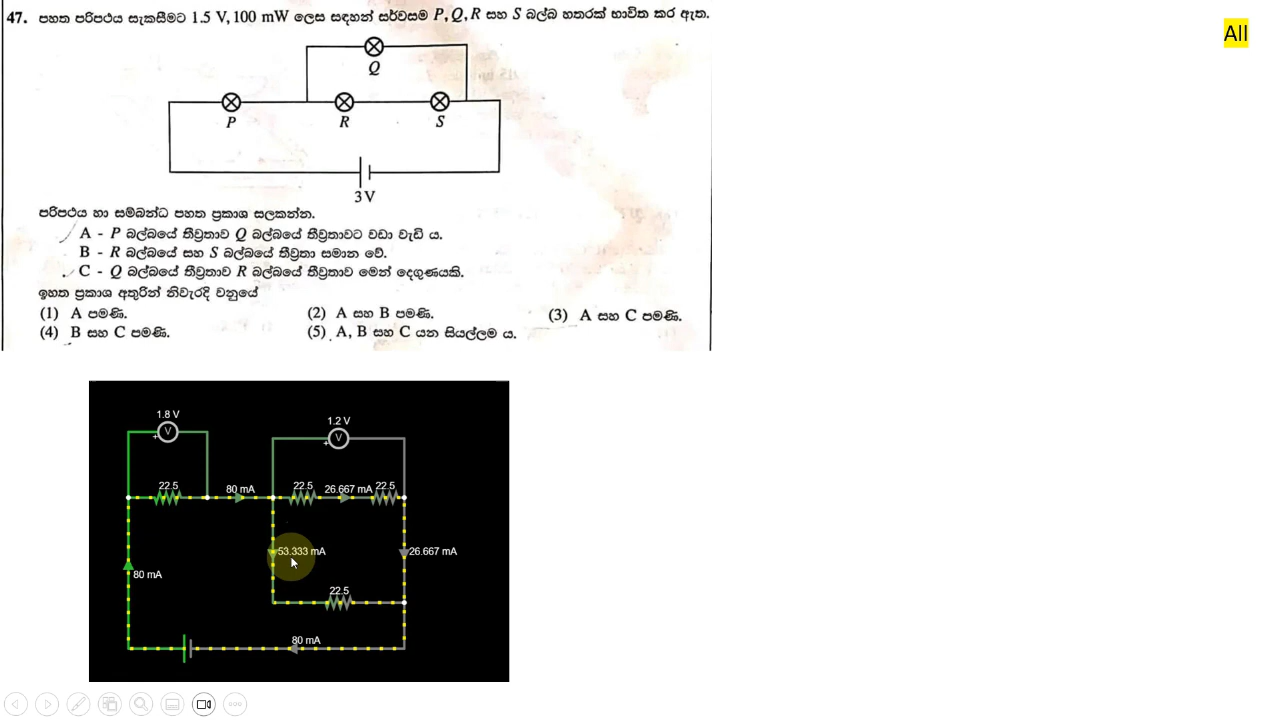 47. පහත පරිපථය සැකසීමට 1.5 V, 100 mW ලෙස සඳහන් සර්වසම P, Q, R සහ S බල්බ හතරක් භාවිත කර ඇත.
All
Q
P R S
3 V
පරිපථය හා සම්බන්ධ පහත ප්‍රකාශ සලකන්න.
A - P බල්බයේ තීව්‍රතාව Q බල්බයේ තීව්‍රතාවට වඩා වැඩි ය.
B - R බල්බයේ සහ S බල්බයේ තීව්‍රතා සමාන වේ.
C - Q බල්බයේ තීව්‍රතාව R බල්බයේ තීව්‍රතාව මෙන් දෙගුණයකි.
ඉහත ප්‍රකාශ අතුරින් නිවැරදි වනුයේ
(1) A පමණි. (2) A සහ B පමණි. (3) A සහ C පමණි.
(4) B සහ C පමණි. (5) A, B සහ C යන සියල්ලම ය.
1.8 V 1.2 V
V V
22.5 80 mA 22.5 26.667 mA 22.5
53.333 mA 26.667 mA
80 mA
22.5
80 mA